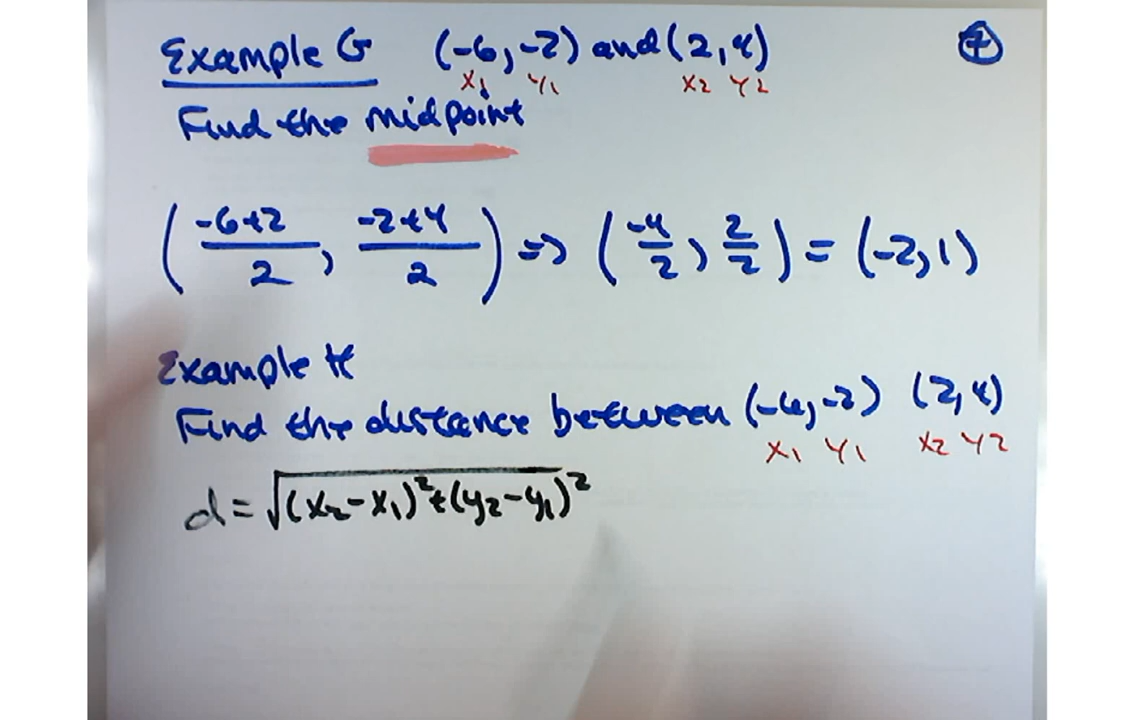 Example G (-6, -2) and (2, 4) 7
x₁ y₁ x₂ y₂
Find the midpoint
(-6+2/2, -2+4/2) => (-4/2, 2/2) = (-2, 1)
Example H
Find the distance between (-6, -2) (2, 4)
x₁ y₁ x₂ y₂
d = √(x₂-x₁)²+(y₂-y₁)²